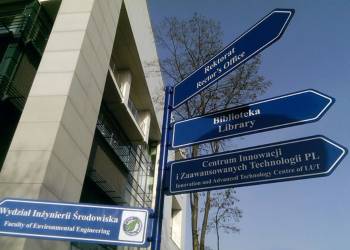 Rektorat
Rector's Office
Biblioteka
Library
Centrum Innowacji
i Zaawansowanych Technologii PL
Innovation and Advanced Technology Centre of LUT
Wydział Inżynierii Środowiska
Faculty of Environmental
Engineering